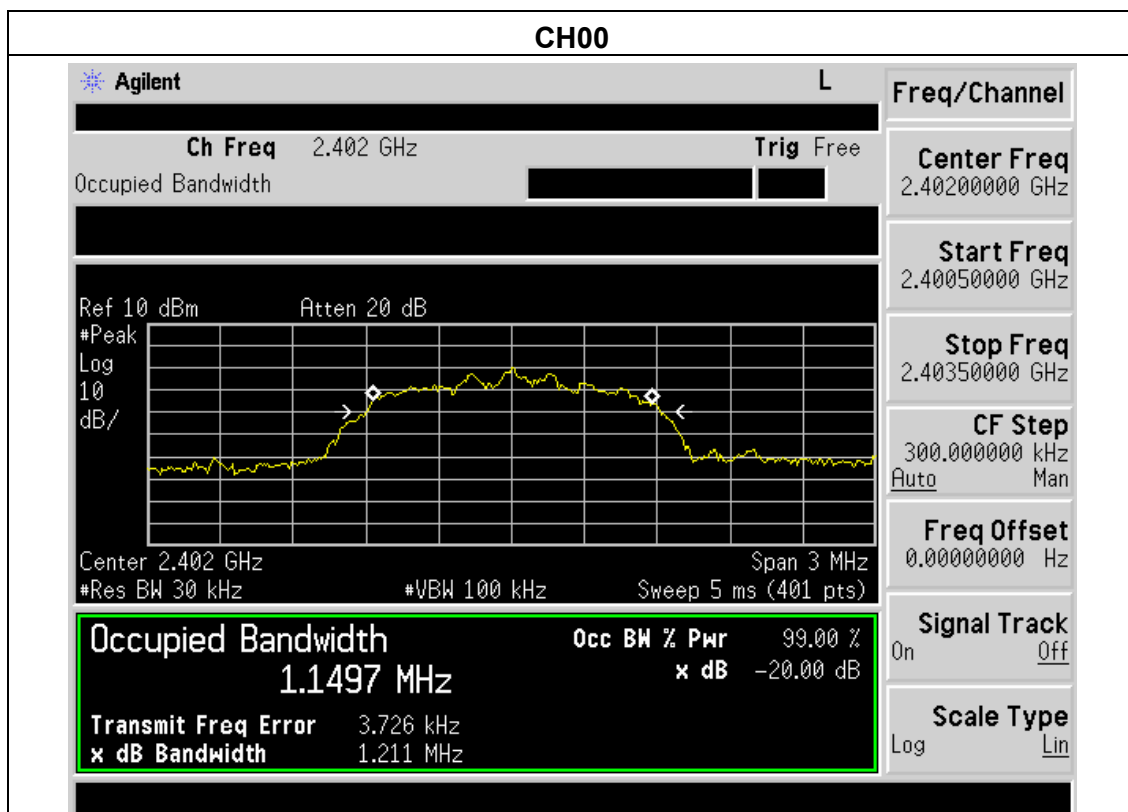 CH00
Agilent
L
Ch Freq 2.402 GHz Trig Free
Occupied Bandwidth
Ref 10 dBm Atten 20 dB
#Peak
Log
10
dB/
Center 2.402 GHz Span 3 MHz
#Res BW 30 kHz #VBW 100 kHz Sweep 5 ms (401 pts)
Occupied Bandwidth
1.1497 MHz
Occ BW % Pwr 99.00 %
x dB -20.00 dB
Transmit Freq Error 3.726 kHz
x dB Bandwidth 1.211 MHz
Freq/Channel
Center Freq
2.40200000 GHz
Start Freq
2.40050000 GHz
Stop Freq
2.40350000 GHz
CF Step
300.000000 kHz
Auto Man
Freq Offset
0.00000000 Hz
Signal Track
On Off
Scale Type
Log Lin